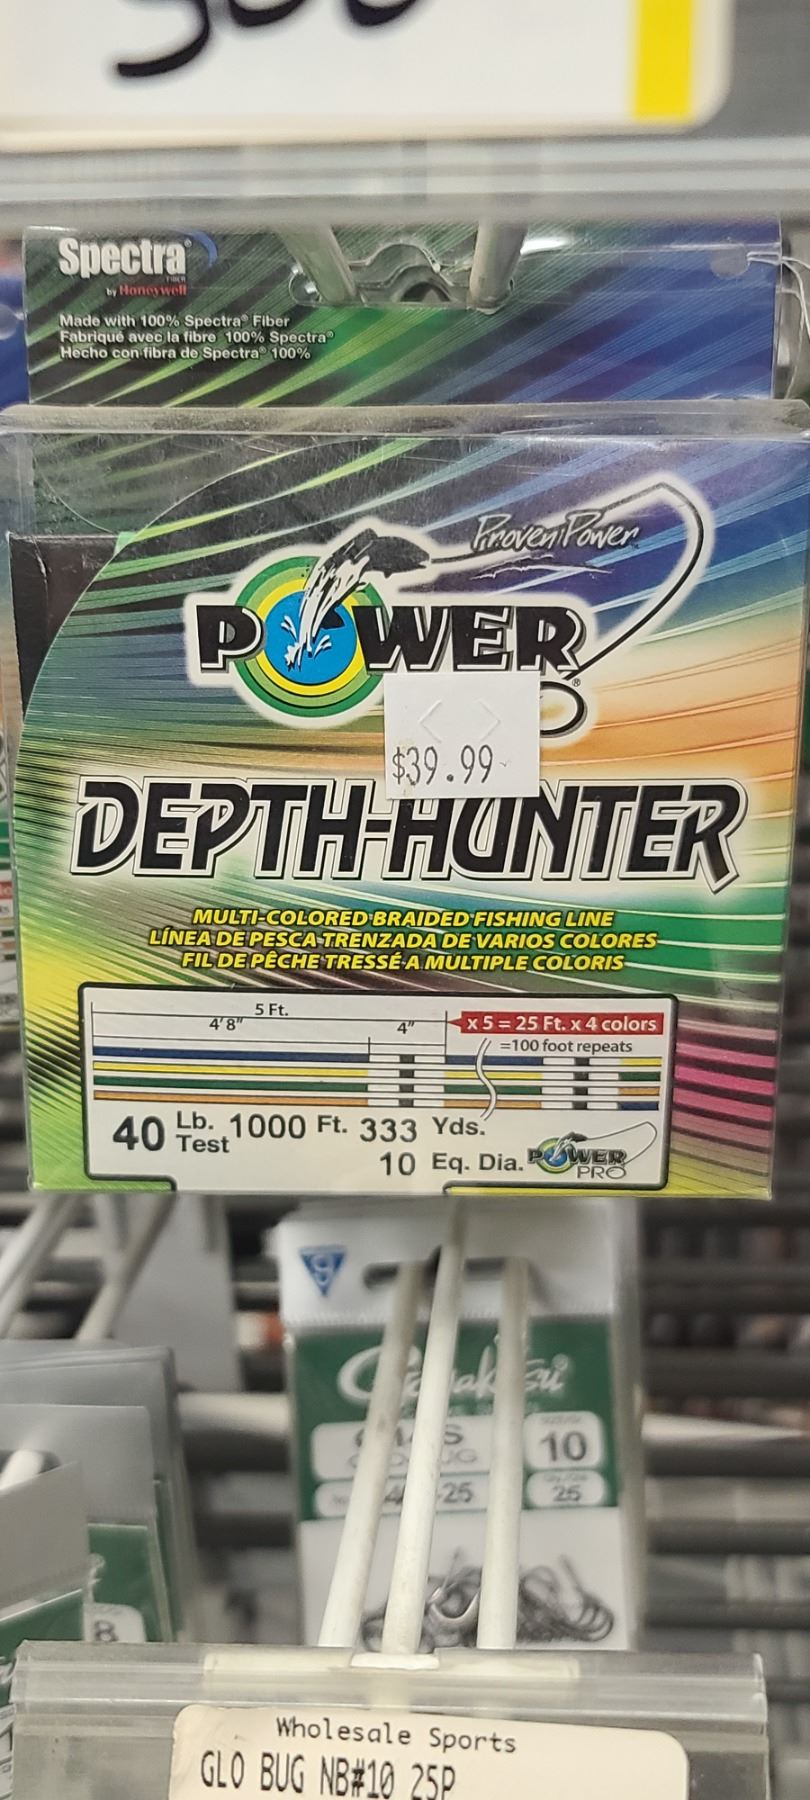 Spectra®
FIBER
by Honeywell
Made with 100% Spectra® Fiber
Fabriqué avec la fibre 100% Spectra®
Hecho con fibra de Spectra® 100%
Proven Power
POWER
$39.99
DEPTH-HUNTER
MULTI-COLORED BRAIDED FISHING LINE
LÍNEA DE PESCA TRENZADA DE VARIOS COLORES
FIL DE PÊCHE TRESSÉ A MULTIPLE COLORIS
5 Ft.
4'8" 4" x 5 = 25 Ft. x 4 colors
=100 foot repeats
40 Lb. Test 1000 Ft. 333 Yds.
10 Eq. Dia. POWER PRO
10
25
8
Wholesale Sports
GLO BUG NB#10 25P